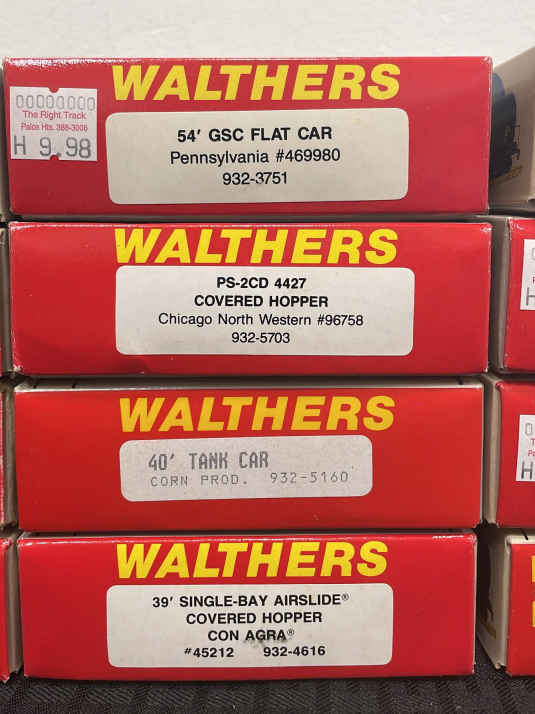 WALTHERS
00000000
The Right Track
Palos Hts. 388-3008
H 9.98
54' GSC FLAT CAR
Pennsylvania #469980
932-3751
WALTHERS
PS-2CD 4427
COVERED HOPPER
Chicago North Western #96758
932-5703
WALTHERS
40' TANK CAR
CORN PROD. 932-5160
WALTHERS
39' SINGLE-BAY AIRSLIDE®
COVERED HOPPER
CON AGRA®
#45212 932-4616